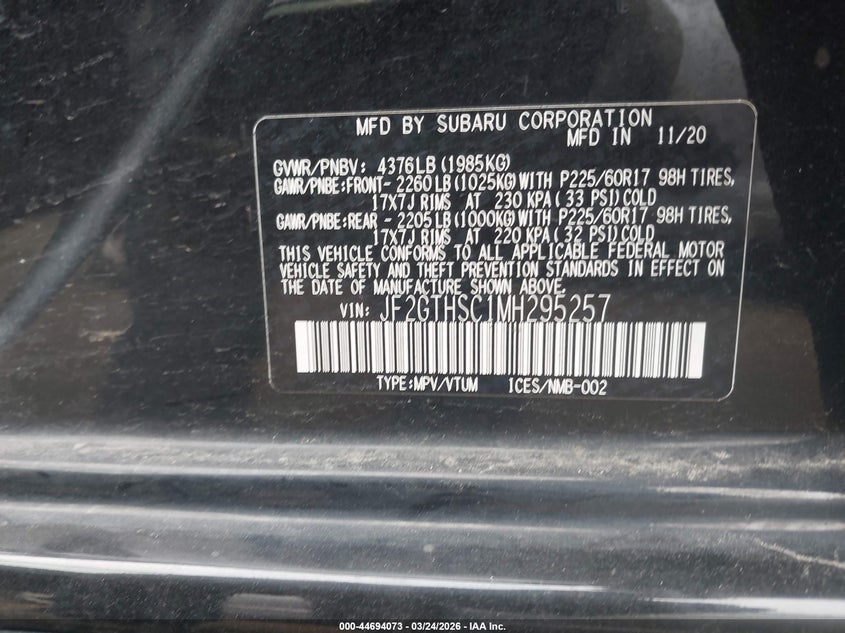 MFD BY SUBARU CORPORATION
MFD IN 11/20
GVWR/PNBV: 4376LB(1985KG)
GAWR/PNBE:FRONT-2260LB(1025KG)WITH P225/60R17 98H TIRES,
17X7J RIMS AT 230 KPA(33 PSI)COLD
GAWR/PNBE:REAR -2205LB(1000KG)WITH P225/60R17 98H TIRES,
17X7J RIMS AT 220 KPA(32 PSI)COLD
THIS VEHICLE CONFORMS TO ALL APPLICABLE FEDERAL MOTOR
VEHICLE SAFETY AND THEFT PREVENTION STANDARDS IN EFFECT ON
THE DATE OF MANUFACTURE SHOWN ABOVE.
VIN: JF2GTHSC1MH295257
TYPE:MPV/VTUM ICES/NMB-002
000-44694073 - 03/24/2026 - IAA Inc.